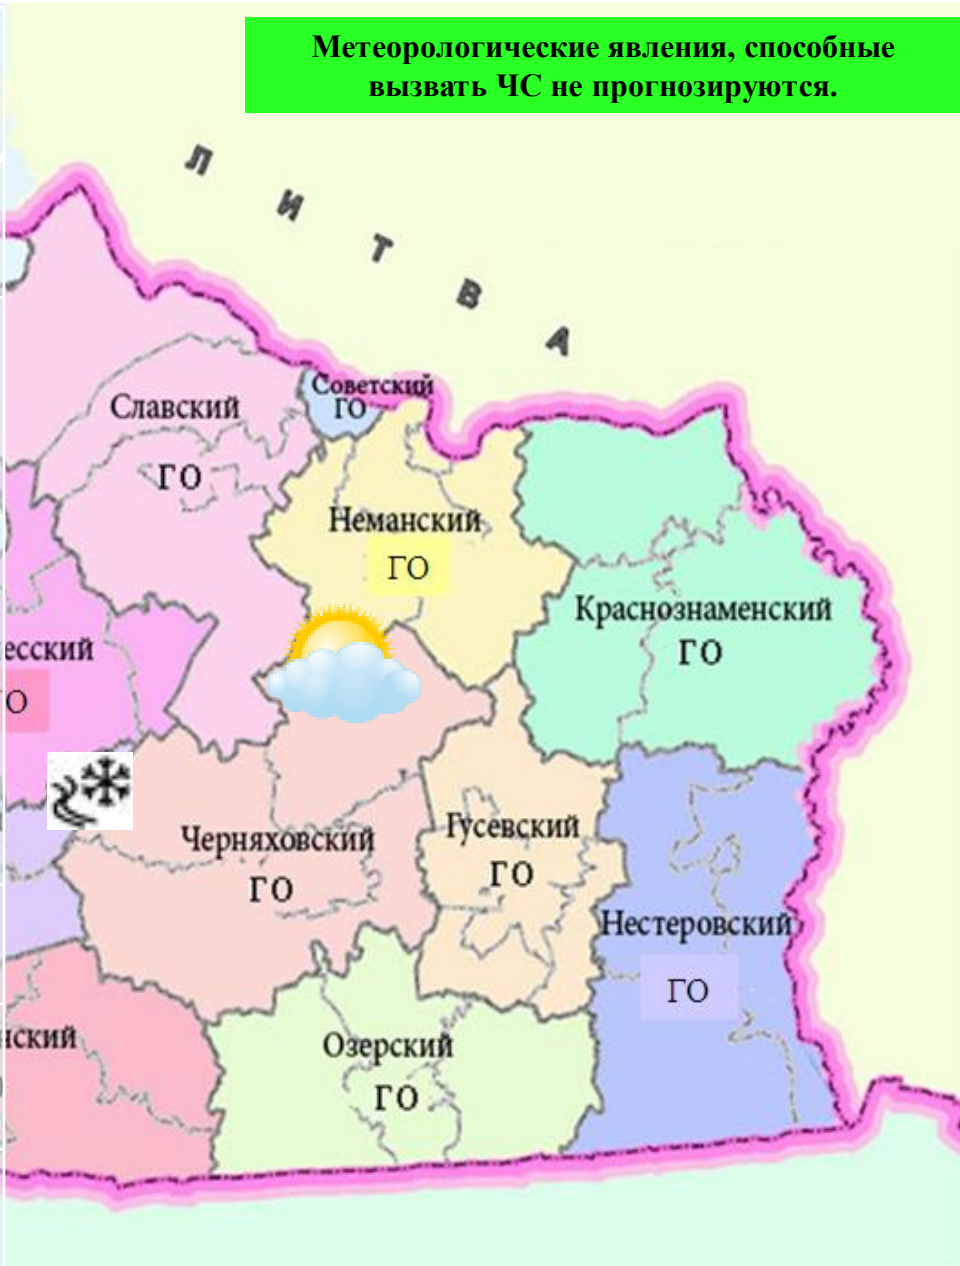 Метеорологические явления, способные
вызвать ЧС не прогнозируются.
ЛИТВА
Советский
ГО
Славский
ГО
Неманский
ГО
Краснознаменский
ГО
есский
О
Черняховский
ГО
Гусевский
ГО
Нестеровский
ГО
нский
Озерский
ГО